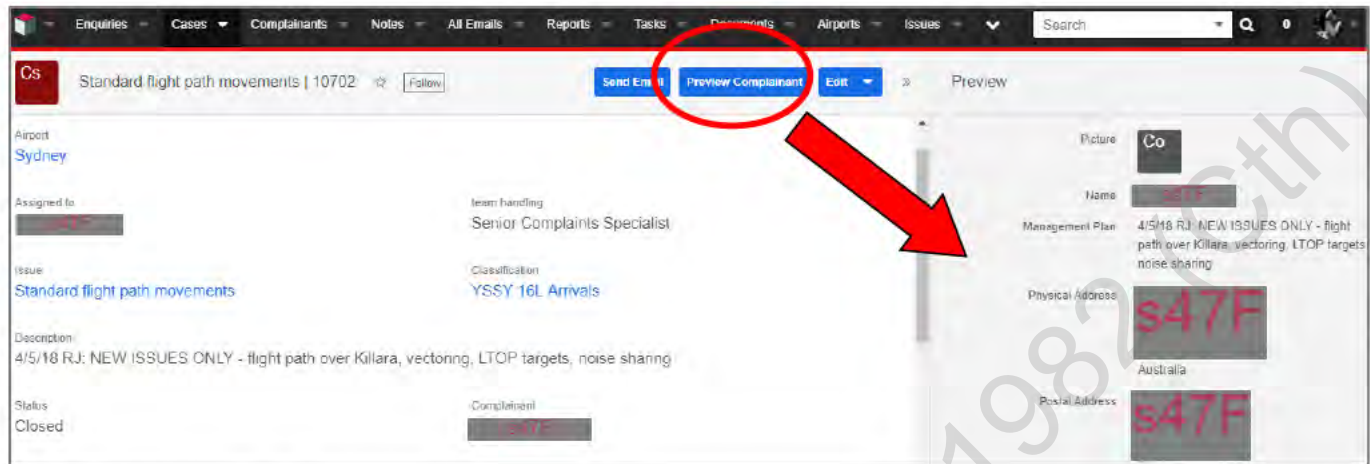 Enquiries Cases Complainants Notes All Emails Reports Tasks Documents Airports Issues Search 0
Cs Standard flight path movements | 10702 Follow Send Email Preview Complainant Edit » Preview
Airport
Sydney
Picture Co
Assigned to
s47F
team handling
Senior Complaints Specialist
Name s47F
Management Plan 4/5/18 RJ: NEW ISSUES ONLY - flight
path over Killara, vectoring, LTOP targets
noise sharing
Issue
Standard flight path movements
Classification
YSSY 16L Arrivals
Physical Address s47F
Australia
Description
4/5/18 RJ: NEW ISSUES ONLY - flight path over Killara, vectoring, LTOP targets, noise sharing
Status
Closed
Complainant
s47F
Postal Address s47F
1982 (Cth)